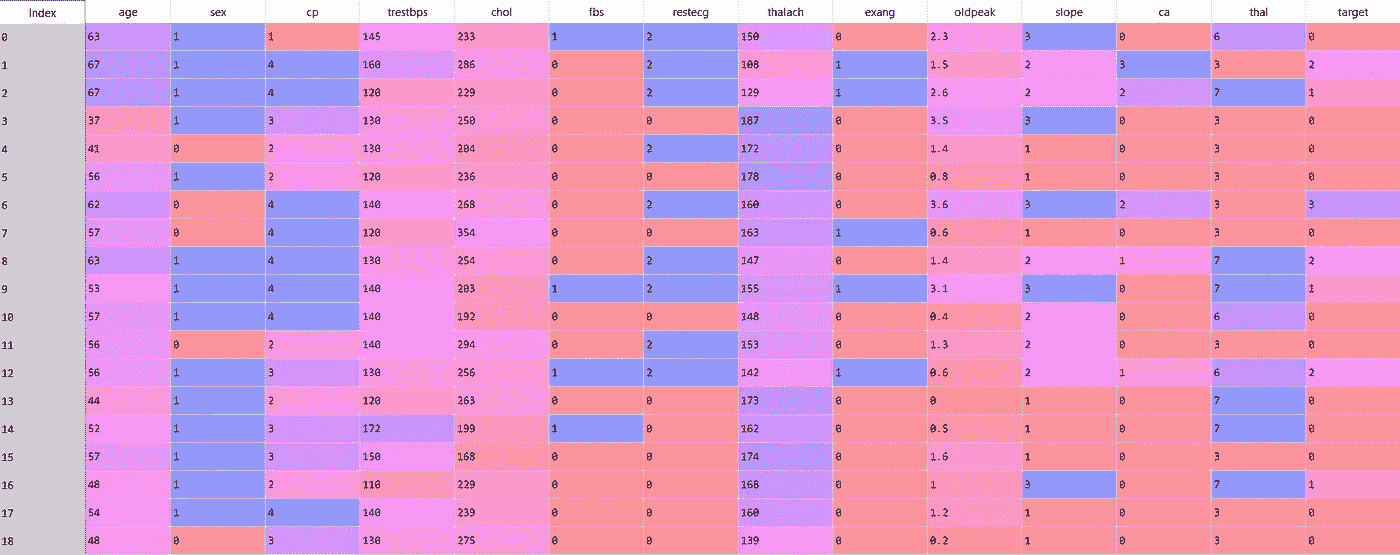 Index age sex cp trestbps chol fbs restecg thalach exang oldpeak slope ca thal target
0 63 1 1 145 233 1 2 150 0 2.3 3 0 6 0
1 67 1 4 160 286 0 2 108 1 1.5 2 3 3 2
2 67 1 4 120 229 0 2 129 1 2.6 2 2 7 1
3 37 1 3 130 250 0 0 187 0 3.5 3 0 3 0
4 41 0 2 130 204 0 2 172 0 1.4 1 0 3 0
5 56 1 2 120 236 0 0 178 0 0.8 1 0 3 0
6 62 0 4 140 268 0 2 160 0 3.6 3 2 3 3
7 57 0 4 120 354 0 0 163 1 0.6 1 0 3 0
8 63 1 4 130 254 0 2 147 0 1.4 2 1 7 2
9 53 1 4 140 203 1 2 155 1 3.1 3 0 7 1
10 57 1 4 140 192 0 0 148 0 0.4 2 0 6 0
11 56 0 2 140 294 0 2 153 0 1.3 2 0 3 0
12 56 1 3 130 256 1 2 142 1 0.6 2 1 6 2
13 44 1 2 120 263 0 0 173 0 0 1 0 7 0
14 52 1 3 172 199 1 0 162 0 0.5 1 0 7 0
15 57 1 3 150 168 0 0 174 0 1.6 1 0 3 0
16 48 1 2 110 229 0 0 168 0 1 3 0 7 1
17 54 1 4 140 239 0 0 160 0 1.2 1 0 3 0
18 48 0 3 130 275 0 0 139 0 0.2 1 0 3 0